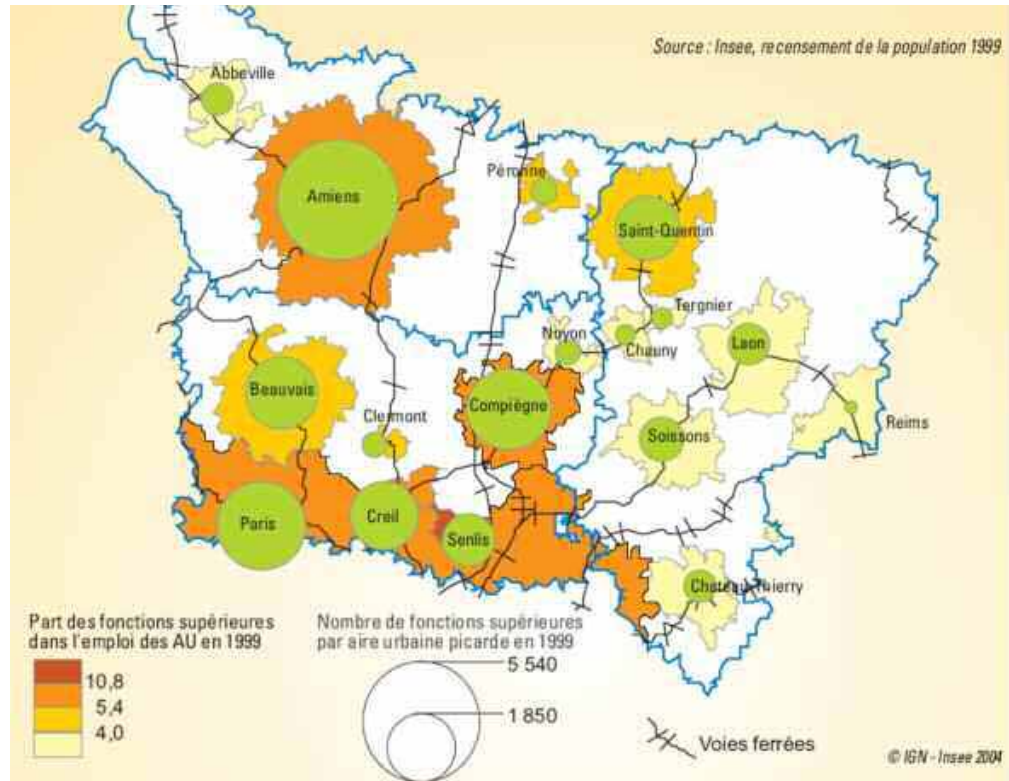 Source : Insee, recensement de la population 1999
Abbeville
Amiens
Péronne
Saint-Quentin
Tergnier
Noyon
Chauny
Laon
Beauvais
Clermont
Compiègne
Soissons
Reims
Paris
Creil
Senlis
Château-Thierry
Part des fonctions supérieures
dans l'emploi des AU en 1999
10,8
5,4
4,0
Nombre de fonctions supérieures
par aire urbaine picarde en 1999
5 540
1 850
Voies ferrées
© IGN - Insee 2004